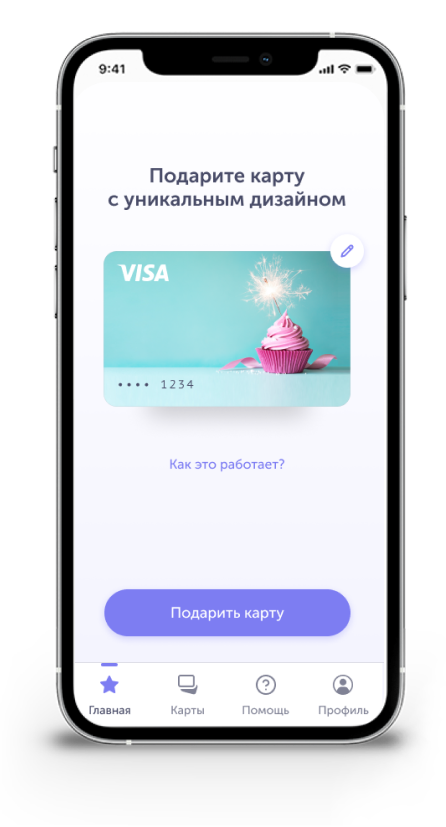 9:41
Подарите карту
с уникальным дизайном
VISA
•••• 1234
Как это работает?
Подарить карту
Главная
Карты
Помощь
Профиль